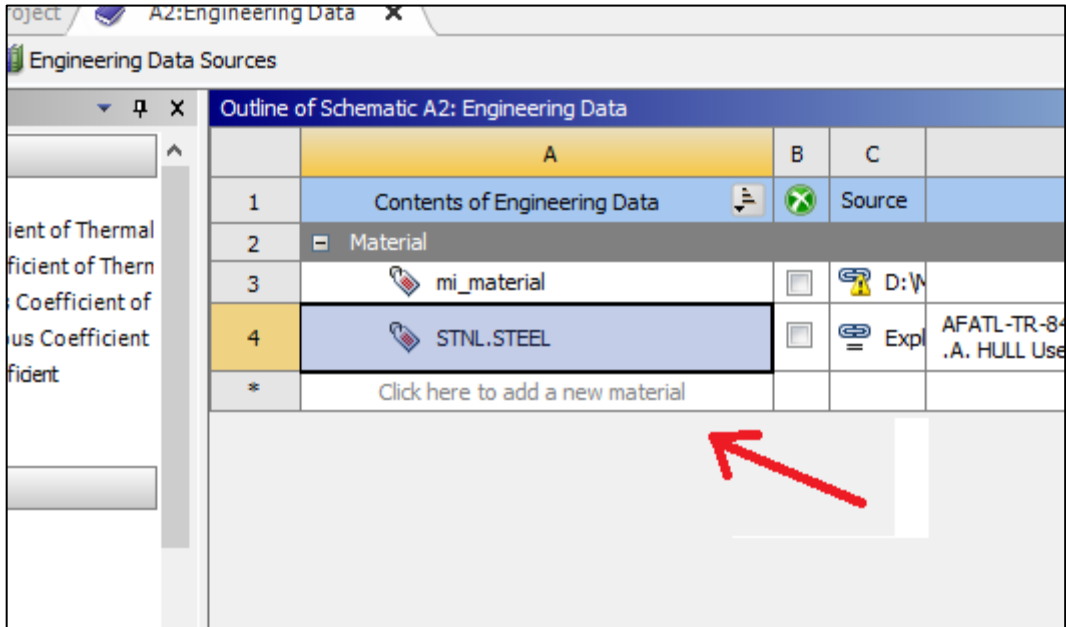 oject A2:Engineering Data
Engineering Data Sources
Outline of Schematic A2: Engineering Data
A B C
1 Contents of Engineering Data Source
ient of Thermal
2 Material
ficient of Thern
3 mi_material D:\
Coefficient of
ous Coefficient
4 STNL.STEEL Expl AFATL-TR-84
.A. HULL Use
ficient
* Click here to add a new material